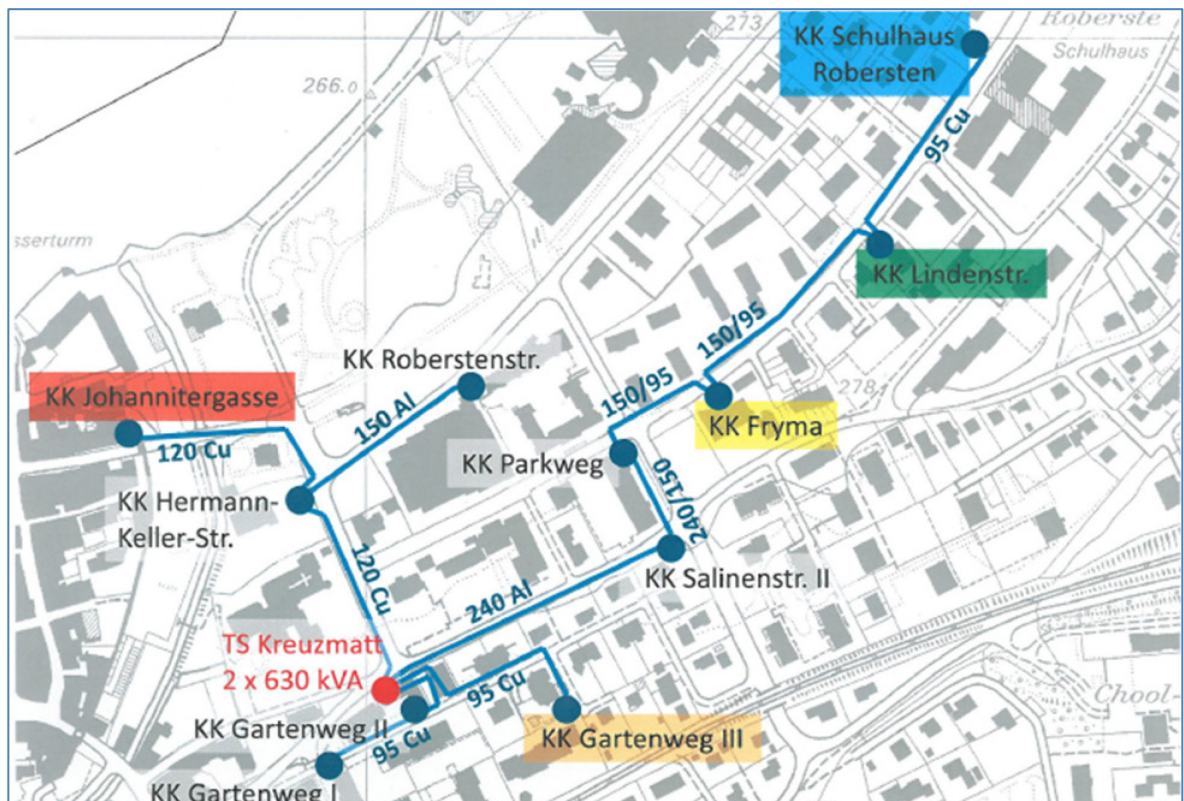 273
Roberste
KK Schulhaus
Robersten
Schulhaus
266.0
95 Cu
sserturm
KK Lindenstr.
150/95
KK Roberstenstr.
278
KK Johannitergasse
150 Al
150/95
KK Fryma
120 Cu
KK Parkweg
240/150
KK Hermann-
Keller-Str.
120 Cu
KK Salinenstr. II
240 Al
TS Kreuzmatt
2 x 630 kVA
95 Cu
Chool-
KK Gartenweg II
95 Cu
KK Gartenweg III
KK Gartenweg I